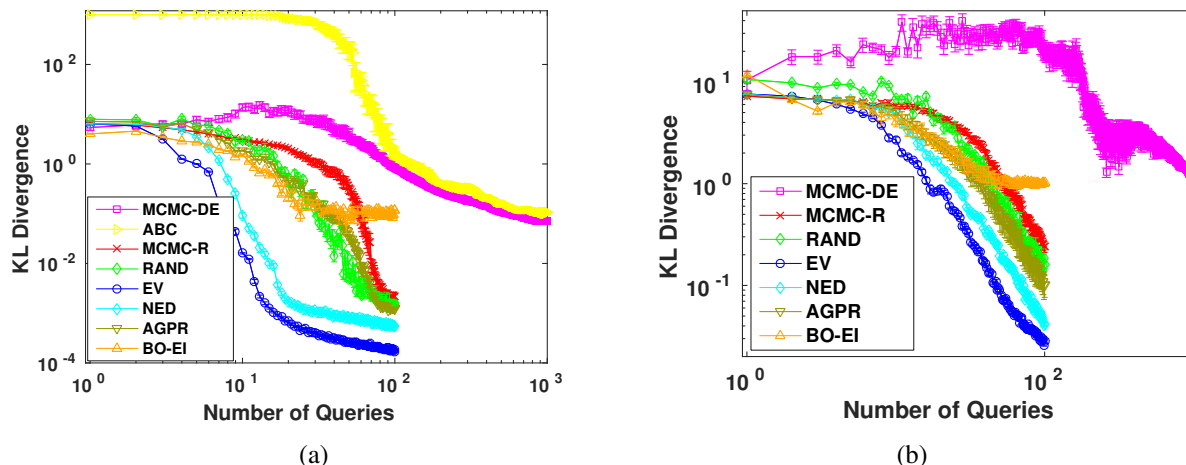 10^2
10^0
10^-2
10^-4
KL Divergence
MCMC-DE
ABC
MCMC-R
RAND
EV
NED
AGPR
BO-EI
10^0
10^1
10^2
10^3
Number of Queries
(a)
10^1
10^0
10^-1
KL Divergence
MCMC-DE
MCMC-R
RAND
EV
NED
AGPR
BO-EI
10^0
10^2
Number of Queries
(b)